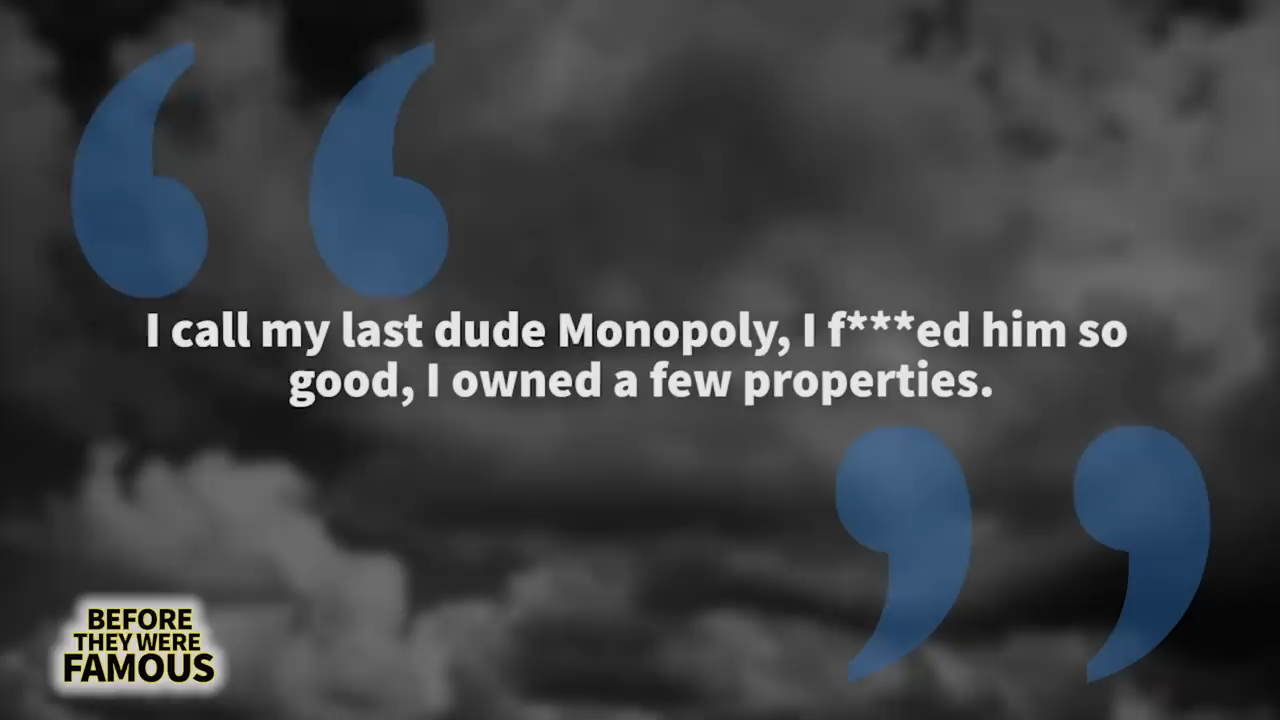 I call my last dude Monopoly, I f***ed him so
good, I owned a few properties.
BEFORE
THEY WERE
FAMOUS